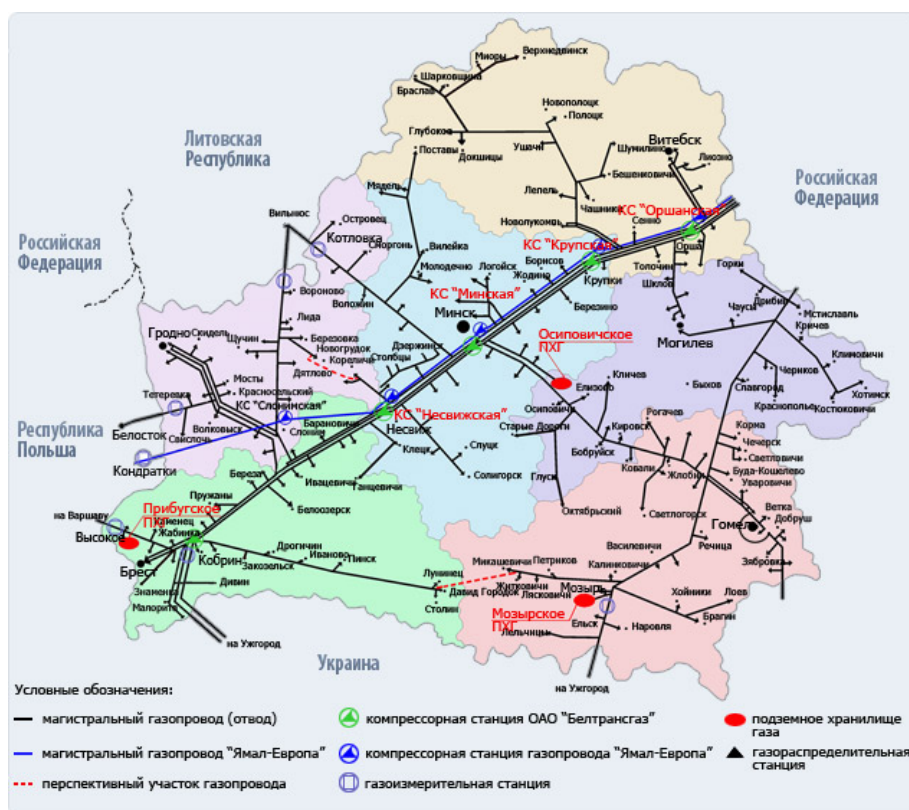 Верхнедвинск
Миоры
Шарковщина
Браслав
Новополоцк
Полоцк
Глубокое
Поставы
Докшицы
Ушачи
Шумилино
Витебск
Лиозно
Бешенковичи
Литовская
Республика
Мядель
Лепель
Чашники
Новолукомль
Сенно
КС "Оршанская"
Российская
Федерация
Вильнюс
Островец
Котловка
Сморгонь
Вилейка
Молодечно
Логойск
Жодино
Борисов
КС "Крупская"
Крупки
Толочин
Орша
Шклов
Горки
Дрибин
Мстиславль
Чаусы
Кричев
Российская
Федерация
Вороново
Воложин
КС "Минская"
Минск
Березино
Могилев
Климовичи
Хотимск
Чериков
Костюковичи
Краснополье
Славгород
Быхов
Гродно
Скидель
Щучин
Лида
Березовка
Новогрудок
Кореличи
Дятлово
Столбцы
Дзержинск
Осиповичское
ПХГ
Елизово
Кличев
Осиповичи
Тетеревка
Мосты
Красносельский
КС "Слонимская"
КС "Несвижская"
Несвиж
Барановичи
Слоним
Белосток
Свислочь
Волковыск
Республика
Польша
Кондратки
Старые Дороги
Бобруйск
Кировск
Рогачев
Корма
Чечерск
Светловичи
Буда-Кошелево
Уваровичи
Ковали
Жлобин
Клецк
Слуцк
Солигорск
Глуск
Октябрьский
Светлогорск
Ветка
Добруш
Гомель
Зябровка
Береза
Ивацевичи
Ганцевичи
Белоозерск
Пружаны
на Варшаву
Прибугское
ПХГ
Высокое
Каменец
Жабинка
Кобрин
Брест
Дрогичин
Иваново
Закозельск
Пинск
Знаменка
Малорита
Дивин
на Ужгород
Лунинец
Столин
Давид Городок
Микашевичи
Петриков
Житковичи
Лясковичи
Василевичи
Калинковичи
Речица
Мозырь
Мозырское
ПХГ
Хойники
Лоев
Брагин
Ельск
Наровля
Лельчицы
на Ужгород
Украина
Условные обозначения:
магистральный газопровод (отвод)
магистральный газопровод "Ямал-Европа"
перспективный участок газопровода
компрессорная станция ОАО "Белтрансгаз"
компрессорная станция газопровода "Ямал-Европа"
газоизмерительная станция
подземное хранилище
газа
газораспределительная
станция